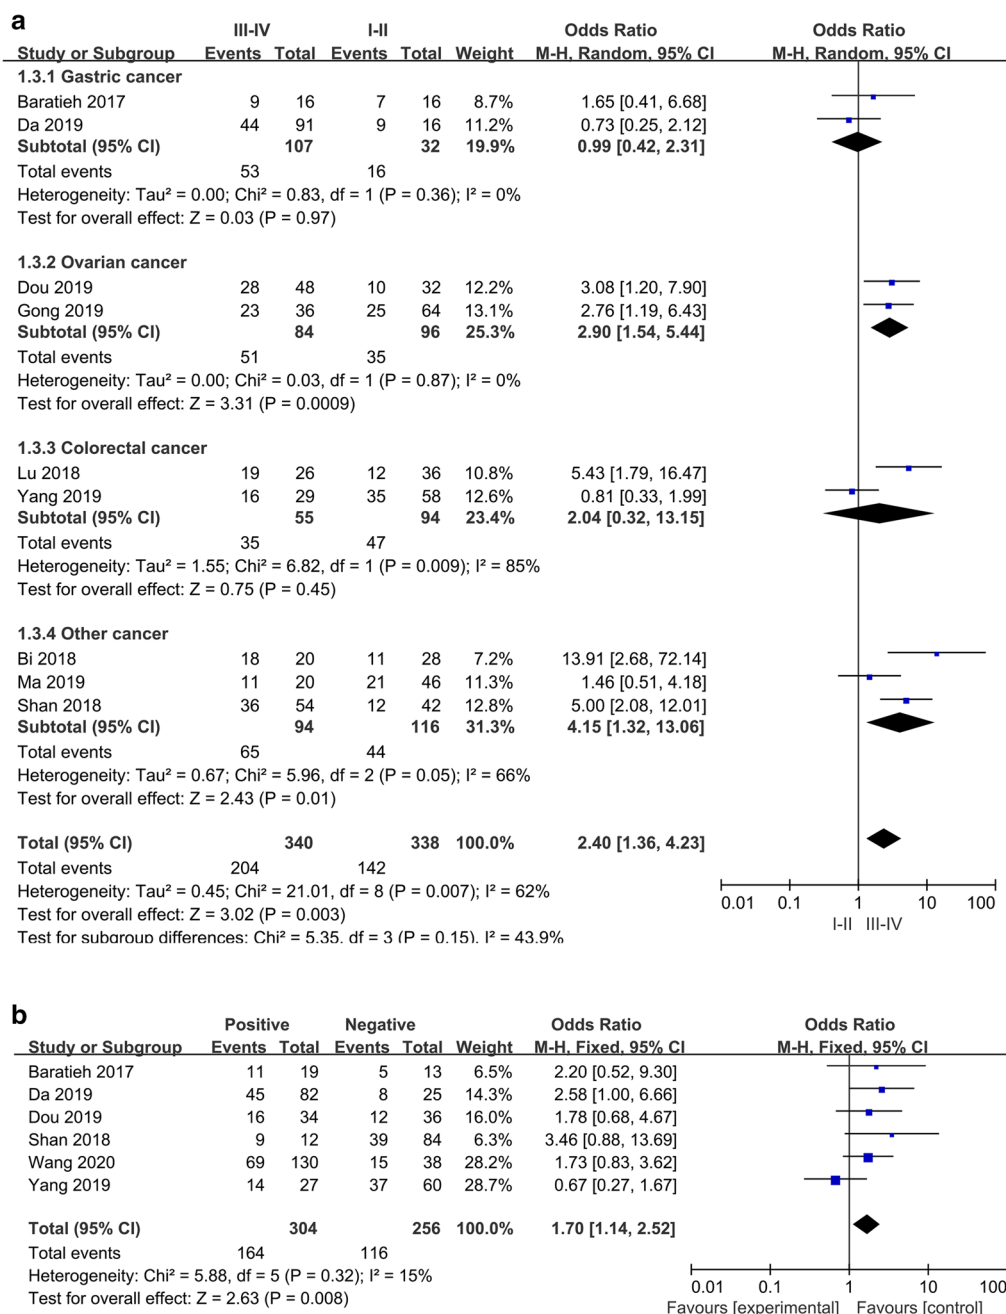 a
III-IV I-II Odds Ratio Odds Ratio
Study or Subgroup Events Total Events Total Weight M-H, Random, 95% CI M-H, Random, 95% CI
1.3.1 Gastric cancer
Baratieh 2017 9 16 7 16 8.7% 1.65 [0.41, 6.68]
Da 2019 44 91 9 16 11.2% 0.73 [0.25, 2.12]
Subtotal (95% CI) 107 32 19.9% 0.99 [0.42, 2.31]
Total events 53 16
Heterogeneity: Tau² = 0.00; Chi² = 0.83, df = 1 (P = 0.36); I² = 0%
Test for overall effect: Z = 0.03 (P = 0.97)
1.3.2 Ovarian cancer
Dou 2019 28 48 10 32 12.2% 3.08 [1.20, 7.90]
Gong 2019 23 36 25 64 13.1% 2.76 [1.19, 6.43]
Subtotal (95% CI) 84 96 25.3% 2.90 [1.54, 5.44]
Total events 51 35
Heterogeneity: Tau² = 0.00; Chi² = 0.03, df = 1 (P = 0.87); I² = 0%
Test for overall effect: Z = 3.31 (P = 0.0009)
1.3.3 Colorectal cancer
Lu 2018 19 26 12 36 10.8% 5.43 [1.79, 16.47]
Yang 2019 16 29 35 58 12.6% 0.81 [0.33, 1.99]
Subtotal (95% CI) 55 94 23.4% 2.04 [0.32, 13.15]
Total events 35 47
Heterogeneity: Tau² = 1.55; Chi² = 6.82, df = 1 (P = 0.009); I² = 85%
Test for overall effect: Z = 0.75 (P = 0.45)
1.3.4 Other cancer
Bi 2018 18 20 11 28 7.2% 13.91 [2.68, 72.14]
Ma 2019 11 20 21 46 11.3% 1.46 [0.51, 4.18]
Shan 2018 36 54 12 42 12.8% 5.00 [2.08, 12.01]
Subtotal (95% CI) 94 116 31.3% 4.15 [1.32, 13.06]
Total events 65 44
Heterogeneity: Tau² = 0.67; Chi² = 5.96, df = 2 (P = 0.05); I² = 66%
Test for overall effect: Z = 2.43 (P = 0.01)
Total (95% CI) 340 338 100.0% 2.40 [1.36, 4.23]
Total events 204 142
Heterogeneity: Tau² = 0.45; Chi² = 21.01, df = 8 (P = 0.007); I² = 62%
Test for overall effect: Z = 3.02 (P = 0.003)
Test for subgroup differences: Chi² = 5.35, df = 3 (P = 0.15), I² = 43.9%
0.01 0.1 1 10 100
I-II III-IV
b
Positive Negative Odds Ratio Odds Ratio
Study or Subgroup Events Total Events Total Weight M-H, Fixed, 95% CI M-H, Fixed, 95% CI
Baratieh 2017 11 19 5 13 6.5% 2.20 [0.52, 9.30]
Da 2019 45 82 8 25 14.3% 2.58 [1.00, 6.66]
Dou 2019 16 34 12 36 16.0% 1.78 [0.68, 4.67]
Shan 2018 9 12 39 84 6.3% 3.46 [0.88, 13.69]
Wang 2020 69 130 15 38 28.2% 1.73 [0.83, 3.62]
Yang 2019 14 27 37 60 28.7% 0.67 [0.27, 1.67]
Total (95% CI) 304 256 100.0% 1.70 [1.14, 2.52]
Total events 164 116
Heterogeneity: Chi² = 5.88, df = 5 (P = 0.32); I² = 15%
Test for overall effect: Z = 2.63 (P = 0.008)
0.01 0.1 1 10 100
Favours [experimental] Favours [control]